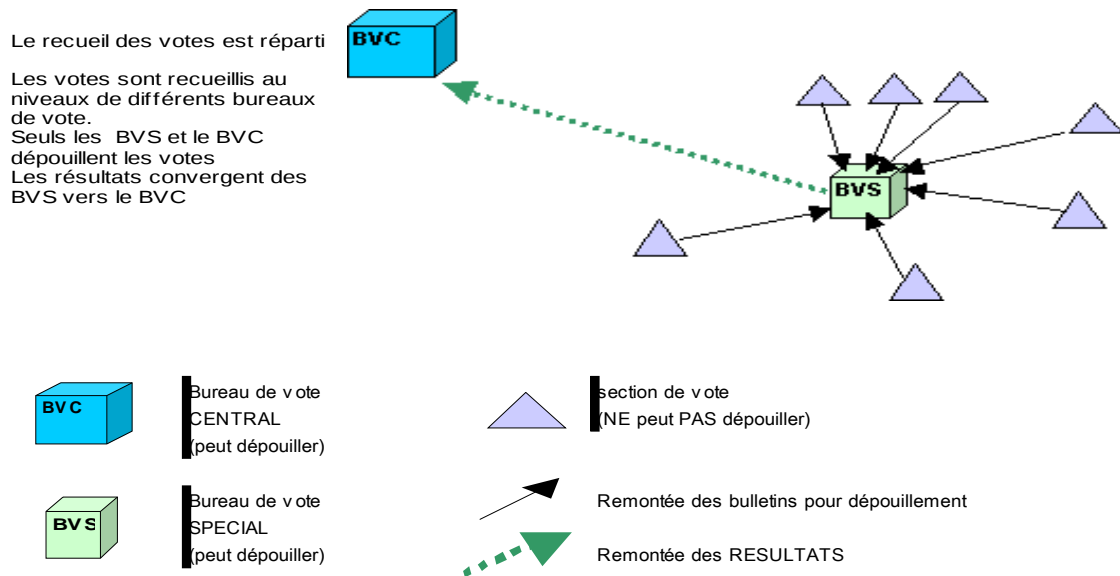 Le recueil des votes est réparti
Les votes sont recueillis au
niveaux de différents bureaux
de vote.
Seuls les BVS et le BVC
dépouillent les votes
Les résultats convergent des
BVS vers le BVC
BVC
BVS
BVC
Bureau de vote
CENTRAL
(peut dépouiller)
section de vote
(NE peut PAS dépouiller)
BVS
Bureau de vote
SPECIAL
(peut dépouiller)
Remontée des bulletins pour dépouillement
Remontée des RESULTATS